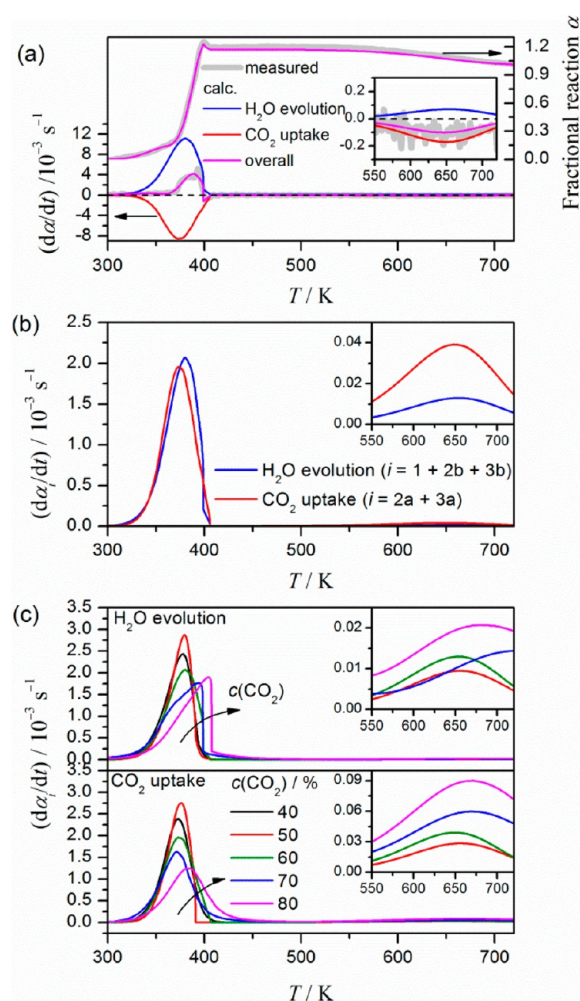 (a)
measured
calc.
H₂O evolution
CO₂ uptake
overall
0.2
0.0
-0.2
600
700
1.2
1.0
0.6
0.3
0.0
Fractional reaction α
12
8
4
0
-4
-8
(dα/dt) / 10⁻³ s⁻¹
300 400 500 600 700
T / K
(b)
2.5
2.0
1.5
1.0
0.5
0.0
(dαᵢ/dt) / 10⁻³ s⁻¹
0.04
0.02
0.00
550 600 650 700
H₂O evolution (i = 1 + 2b + 3b)
CO₂ uptake (i = 2a + 3a)
300 400 500 600 700
T / K
(c)
3.5
3.0
2.5
2.0
1.5
1.0
0.5
0.0
H₂O evolution
c(CO₂)
0.02
0.01
0.00
550 600 650 700
(dαᵢ/dt) / 10⁻³ s⁻¹
3.5
3.0
2.5
2.0
1.5
1.0
0.5
0.0
CO₂ uptake
c(CO₂) / %
40
50
60
70
80
0.09
0.06
0.03
0.00
550 600 650 700
300 400 500 600 700
T / K